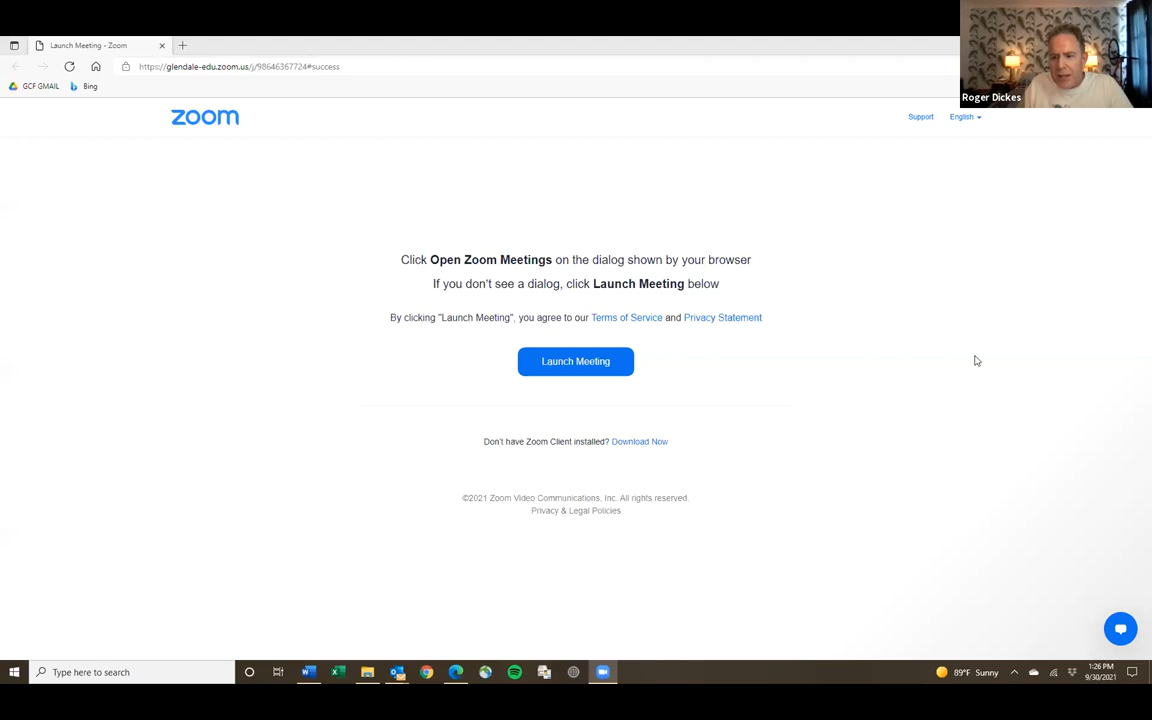 Launch Meeting - Zoom
https://glendale-edu.zoom.us/j/98646367724#success
GCF GMAIL
Bing
Roger Dickes
zoom
Support
English
Click Open Zoom Meetings on the dialog shown by your browser
If you don't see a dialog, click Launch Meeting below
By clicking "Launch Meeting", you agree to our Terms of Service and Privacy Statement
Launch Meeting
Don't have Zoom Client installed? Download Now
©2021 Zoom Video Communications, Inc. All rights reserved.
Privacy & Legal Policies
Type here to search
89°F Sunny
1:26 PM
9/30/2021